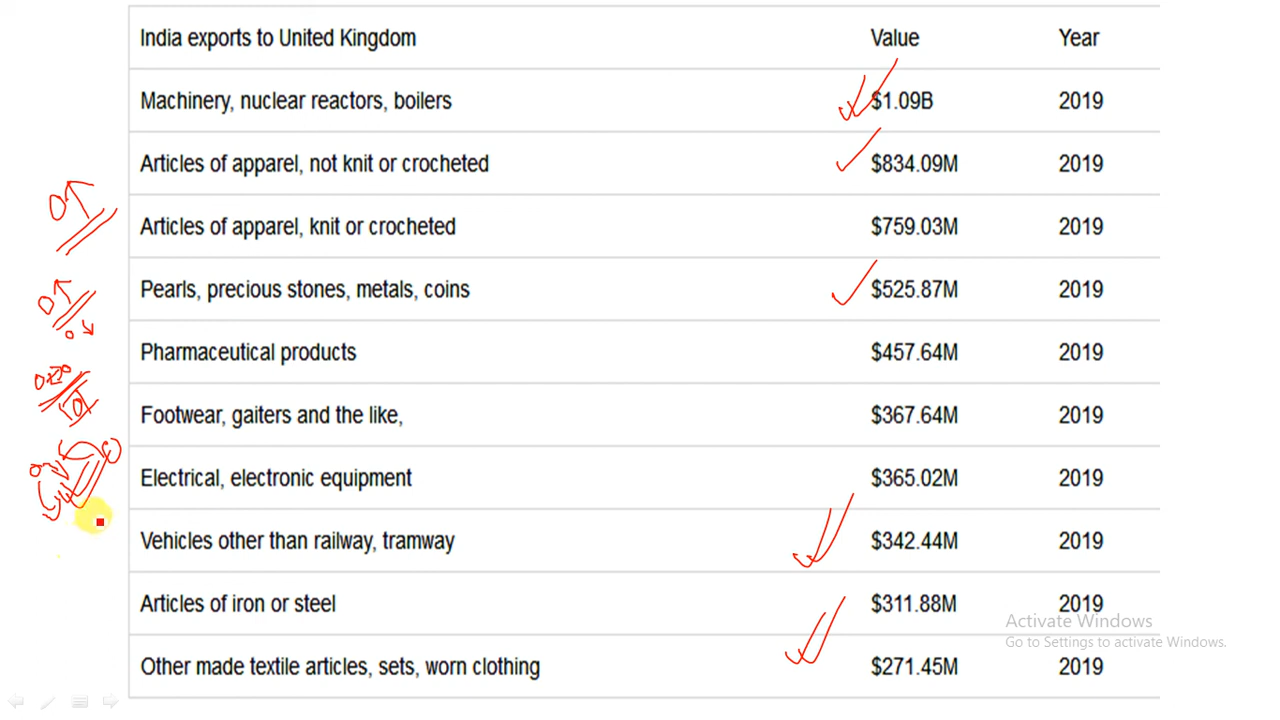 India exports to United Kingdom Value Year
Machinery, nuclear reactors, boilers $1.09B 2019
Articles of apparel, not knit or crocheted $834.09M 2019
Articles of apparel, knit or crocheted $759.03M 2019
Pearls, precious stones, metals, coins $525.87M 2019
Pharmaceutical products $457.64M 2019
Footwear, gaiters and the like, $367.64M 2019
Electrical, electronic equipment $365.02M 2019
Vehicles other than railway, tramway $342.44M 2019
Articles of iron or steel $311.88M 2019
Activate Windows
Go to Settings to activate Windows.
Other made textile articles, sets, worn clothing $271.45M 2019